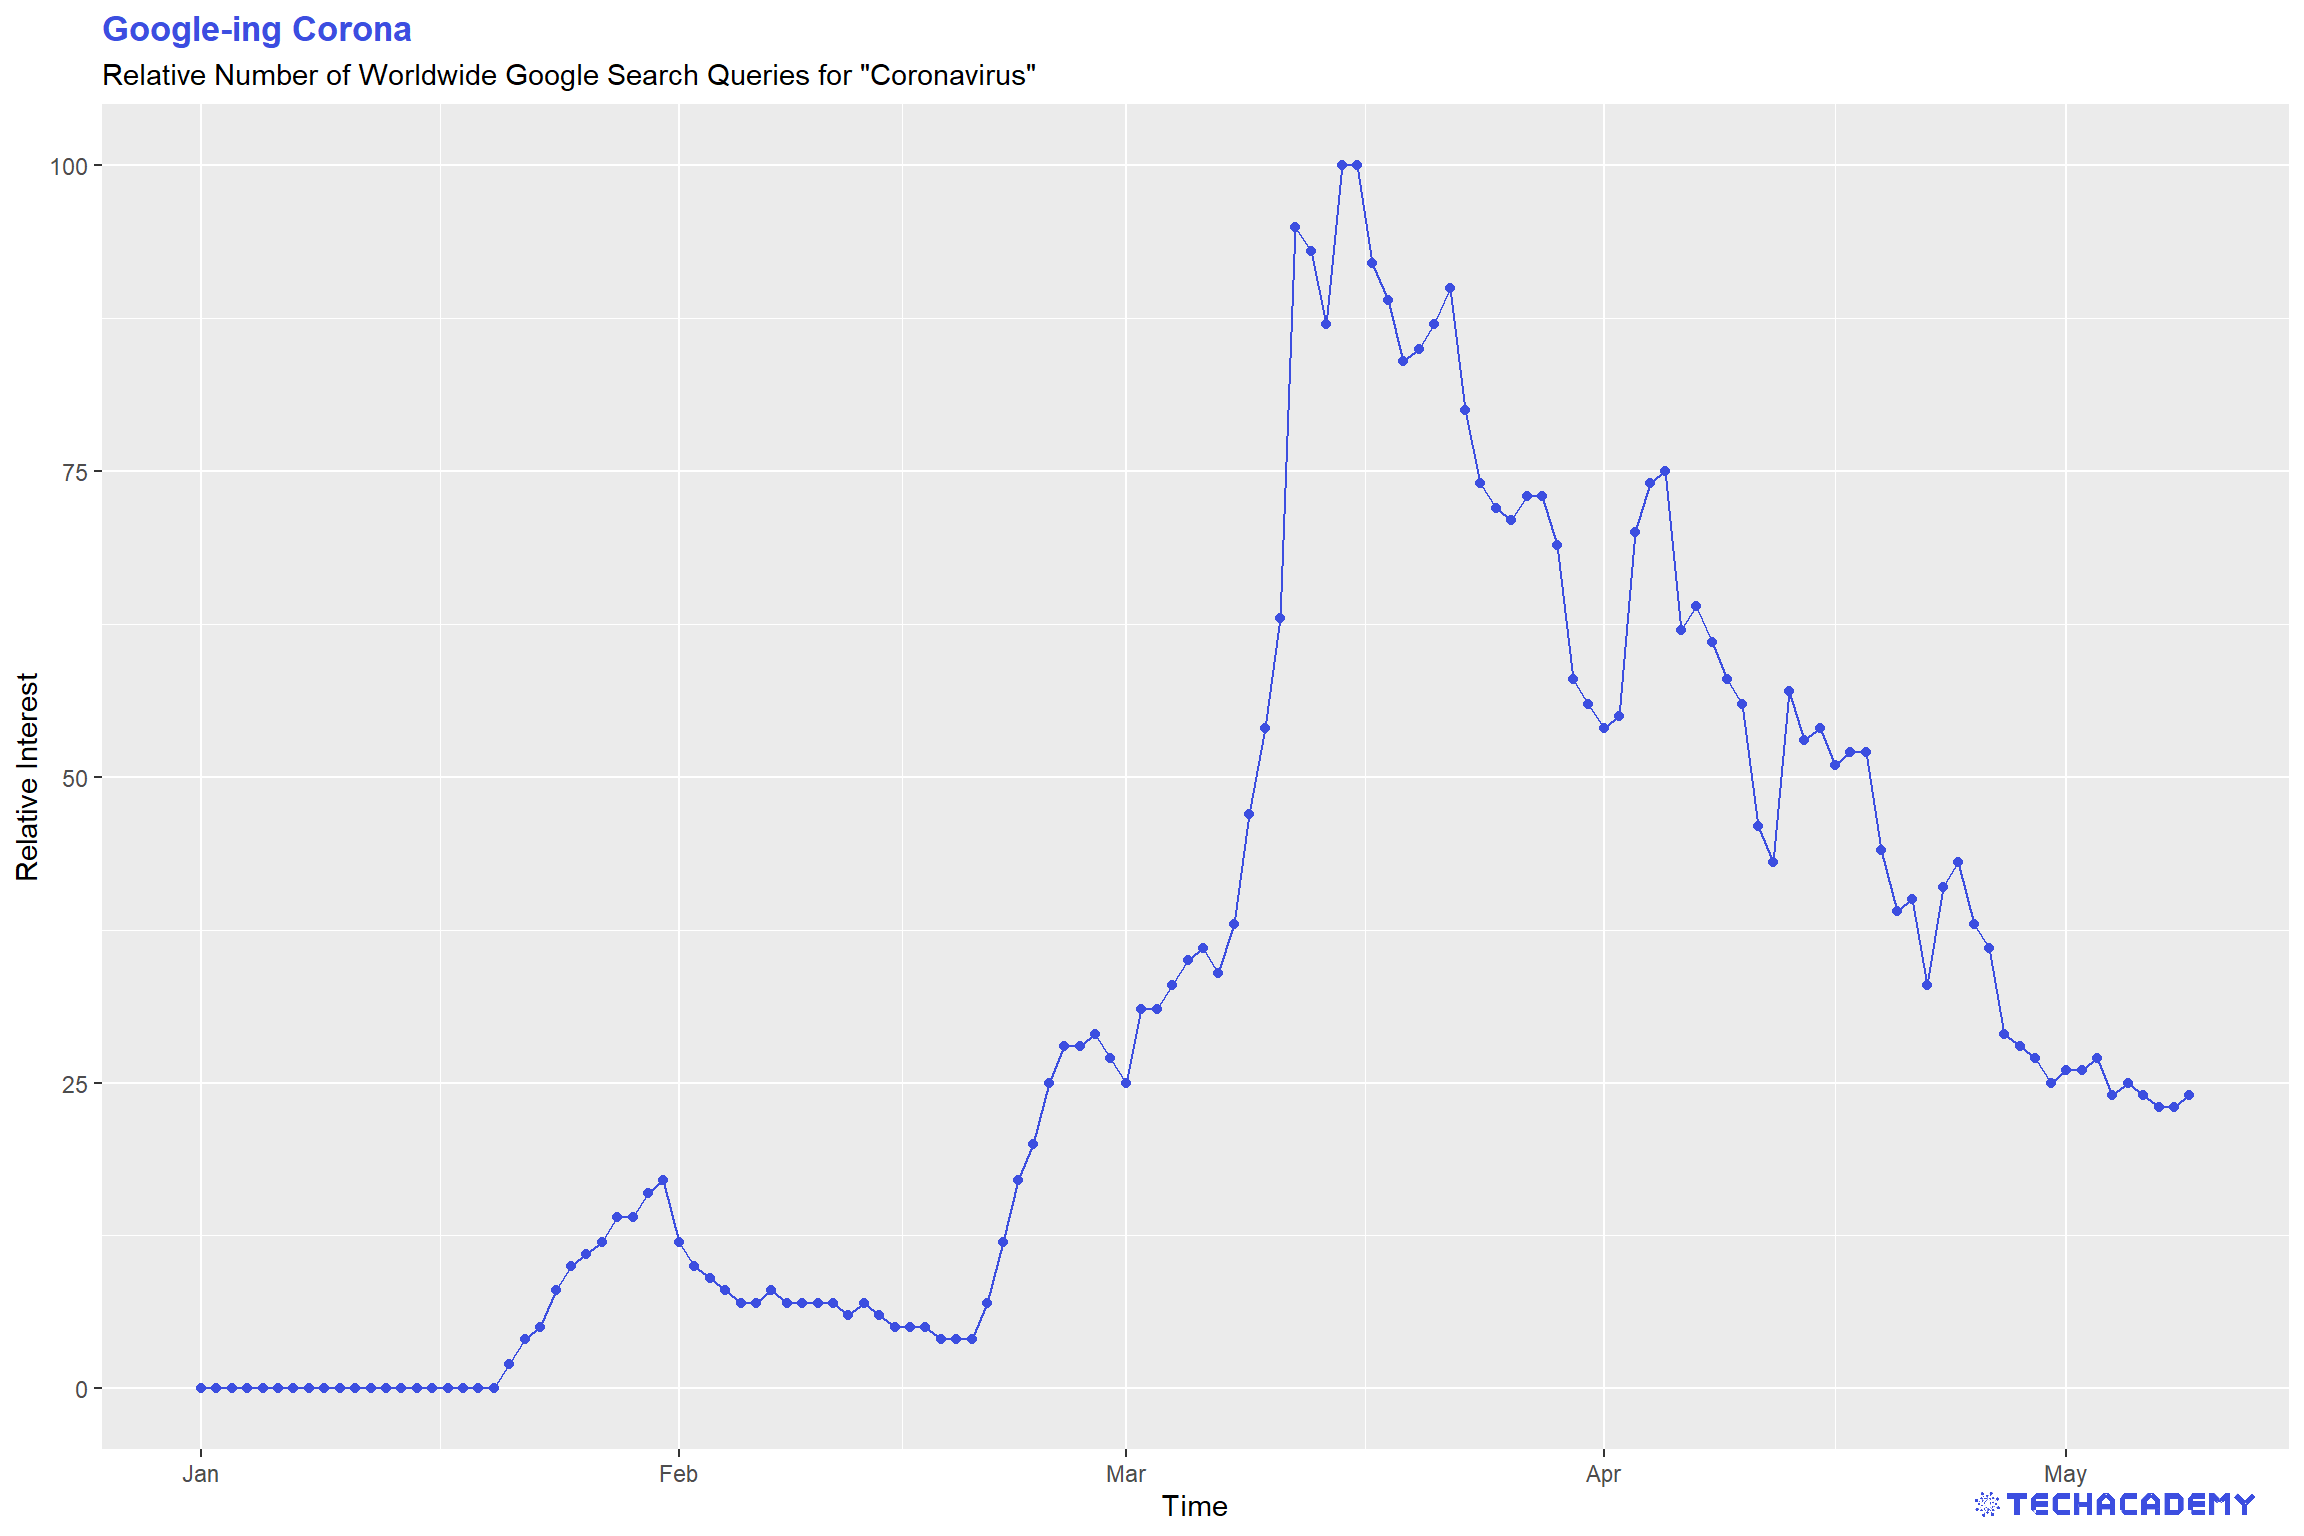 Google-ing Corona
Relative Number of Worldwide Google Search Queries for "Coronavirus"
Relative Interest
100
75
50
25
0
Jan Feb Mar Apr May
Time
TECHACADEMY